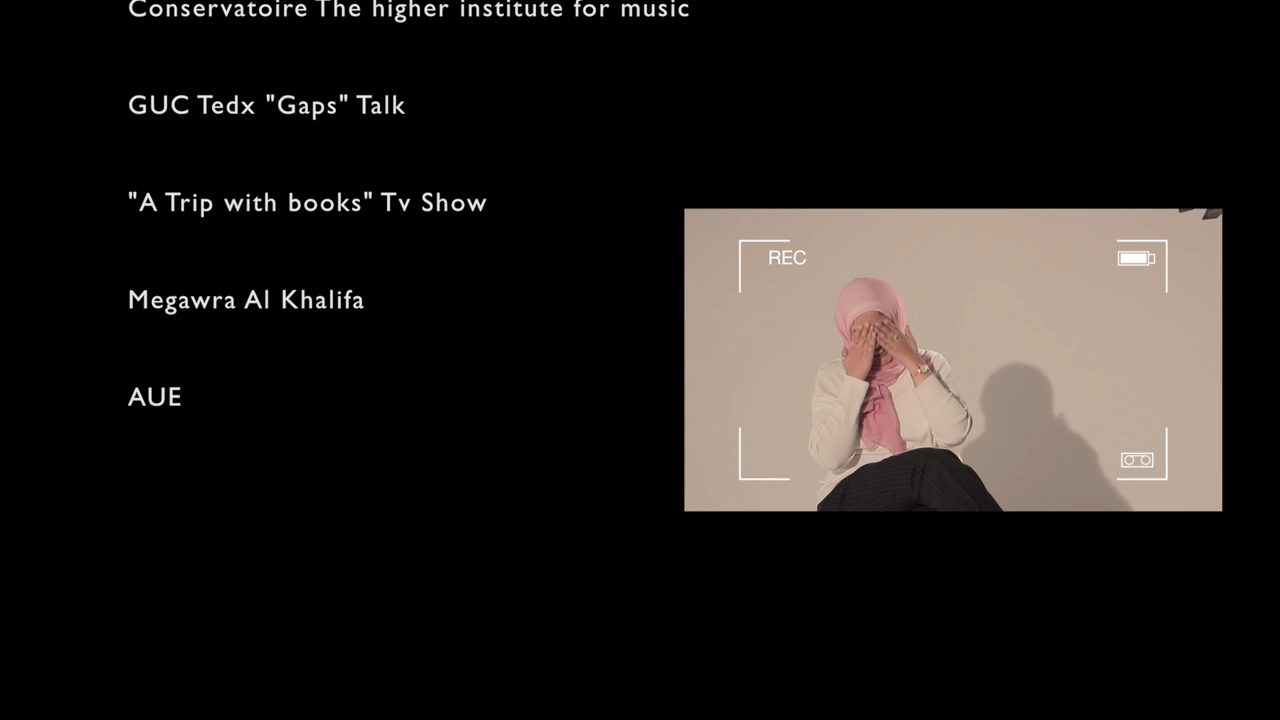 Conservatoire The higher institute for music
GUC Tedx "Gaps" Talk
"A Trip with books" Tv Show
Megawra Al Khalifa
AUE
REC